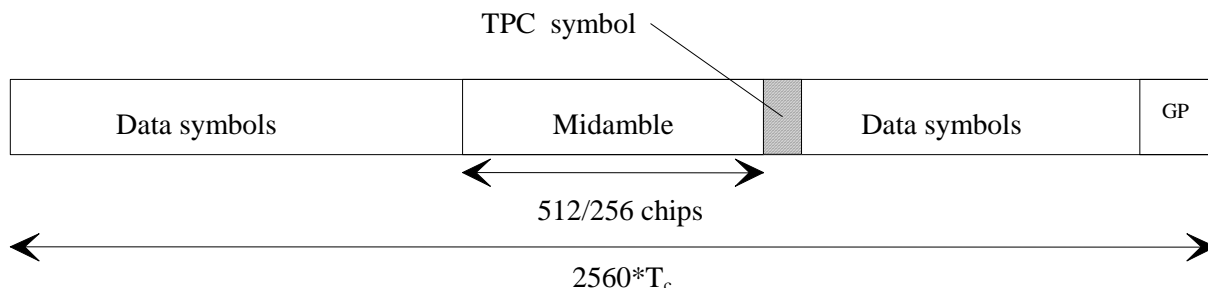 TPC symbol
Data symbols
Midamble
Data symbols
GP
512/256 chips
2560*Tc